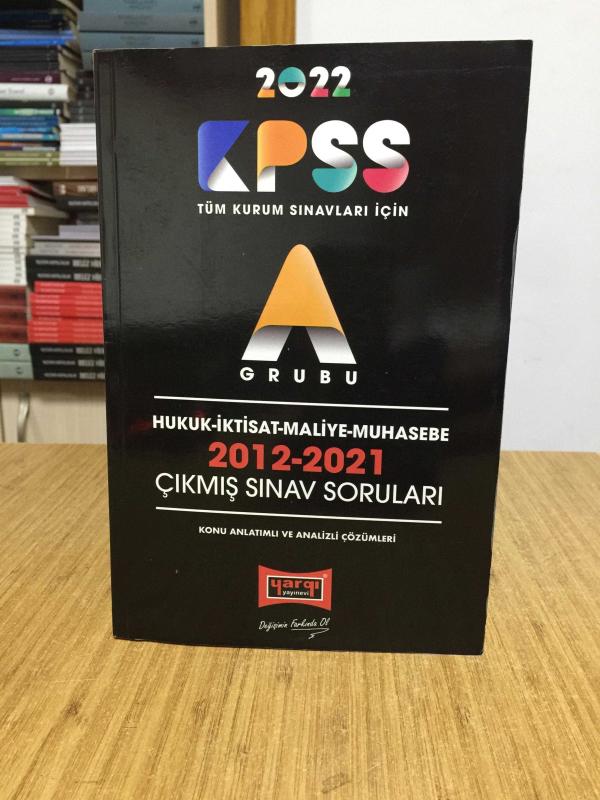 2022
KPSS
TÜM KURUM SINAVLARI İÇİN
A
GRUBU
HUKUK-İKTİSAT-MALİYE-MUHASEBE
2012-2021
ÇIKMIŞ SINAV SORULARI
KONU ANLATIMLI VE ANALİZLİ ÇÖZÜMLERİ
yargı
yayınevi
Değişimin Farkında Ol